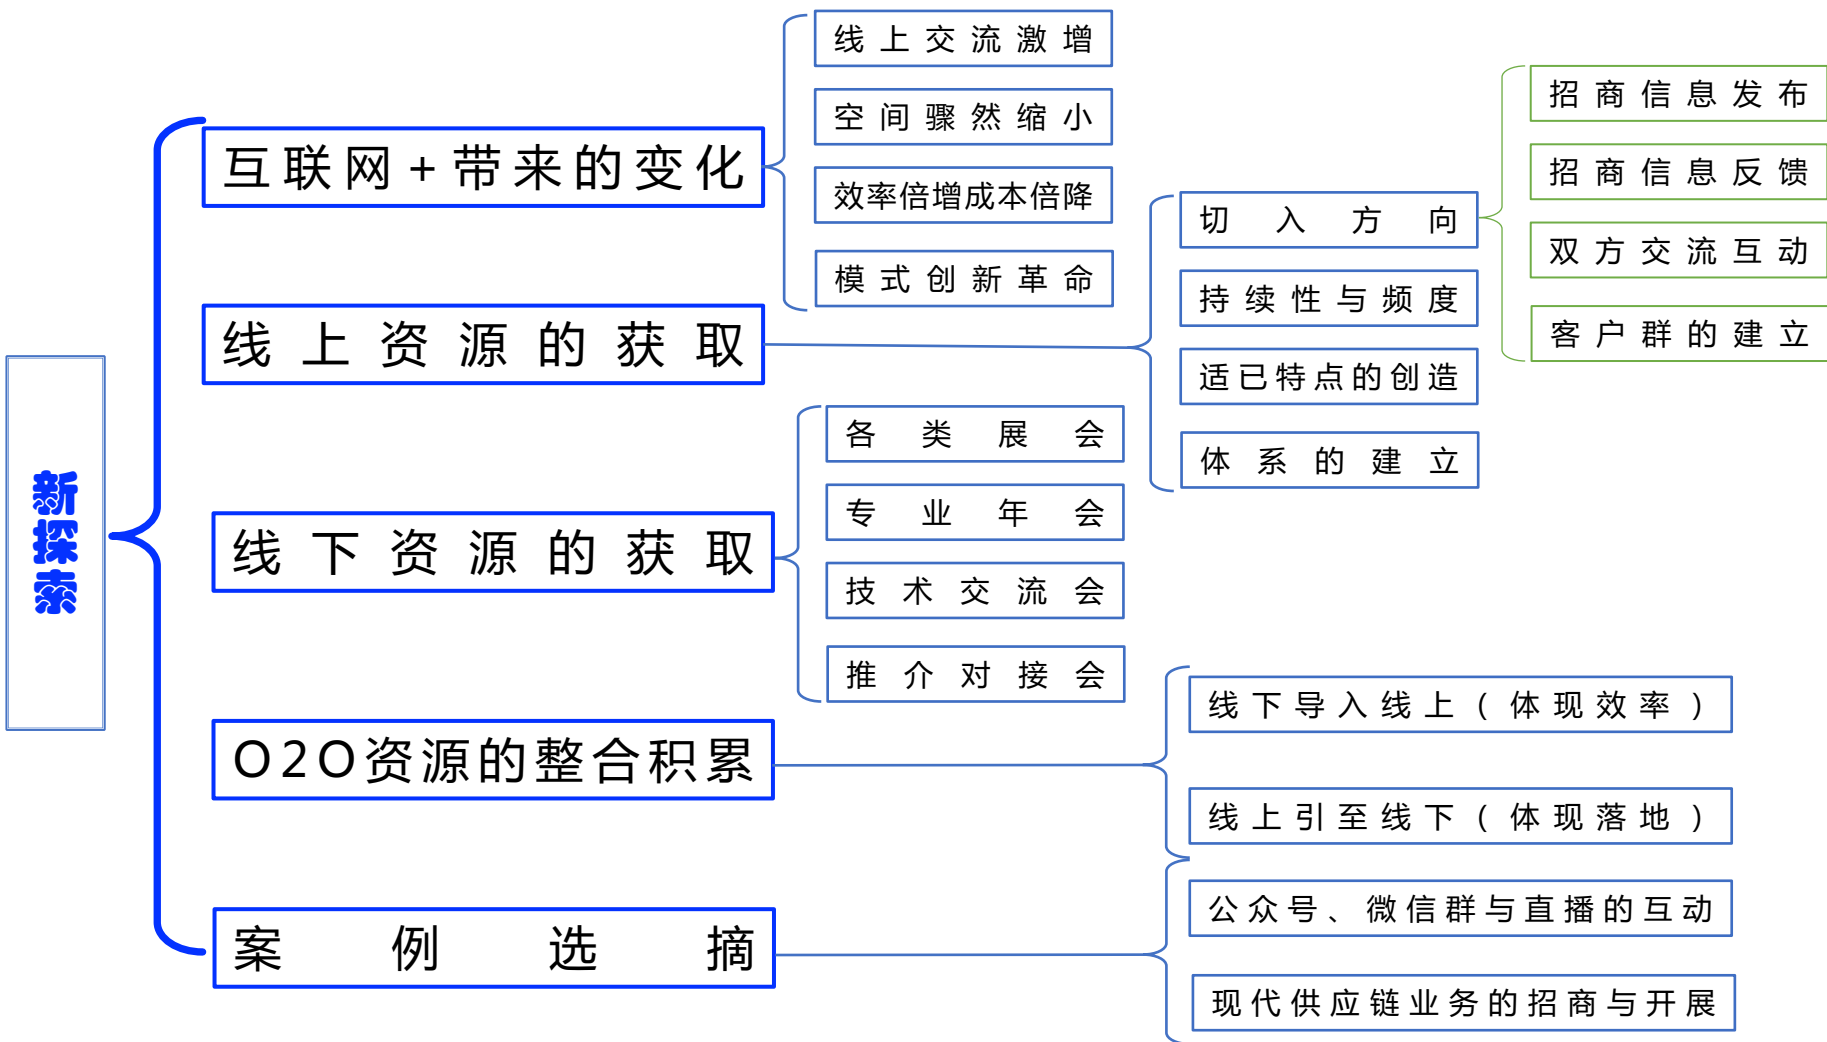 新探索
互联网+带来的变化
线上交流激增
空间骤然缩小
效率倍增成本倍降
模式创新革命
线上资源的获取
切入方向
招商信息发布
招商信息反馈
双方交流互动
客户群的建立
持续性与频度
适已特点的创造
体系的建立
线下资源的获取
各类展会
专业年会
技术交流会
推介对接会
O2O资源的整合积累
线下导入线上(体现效率)
线上引至线下(体现落地)
案例选摘
公众号、微信群与直播的互动
现代供应链业务的招商与开展